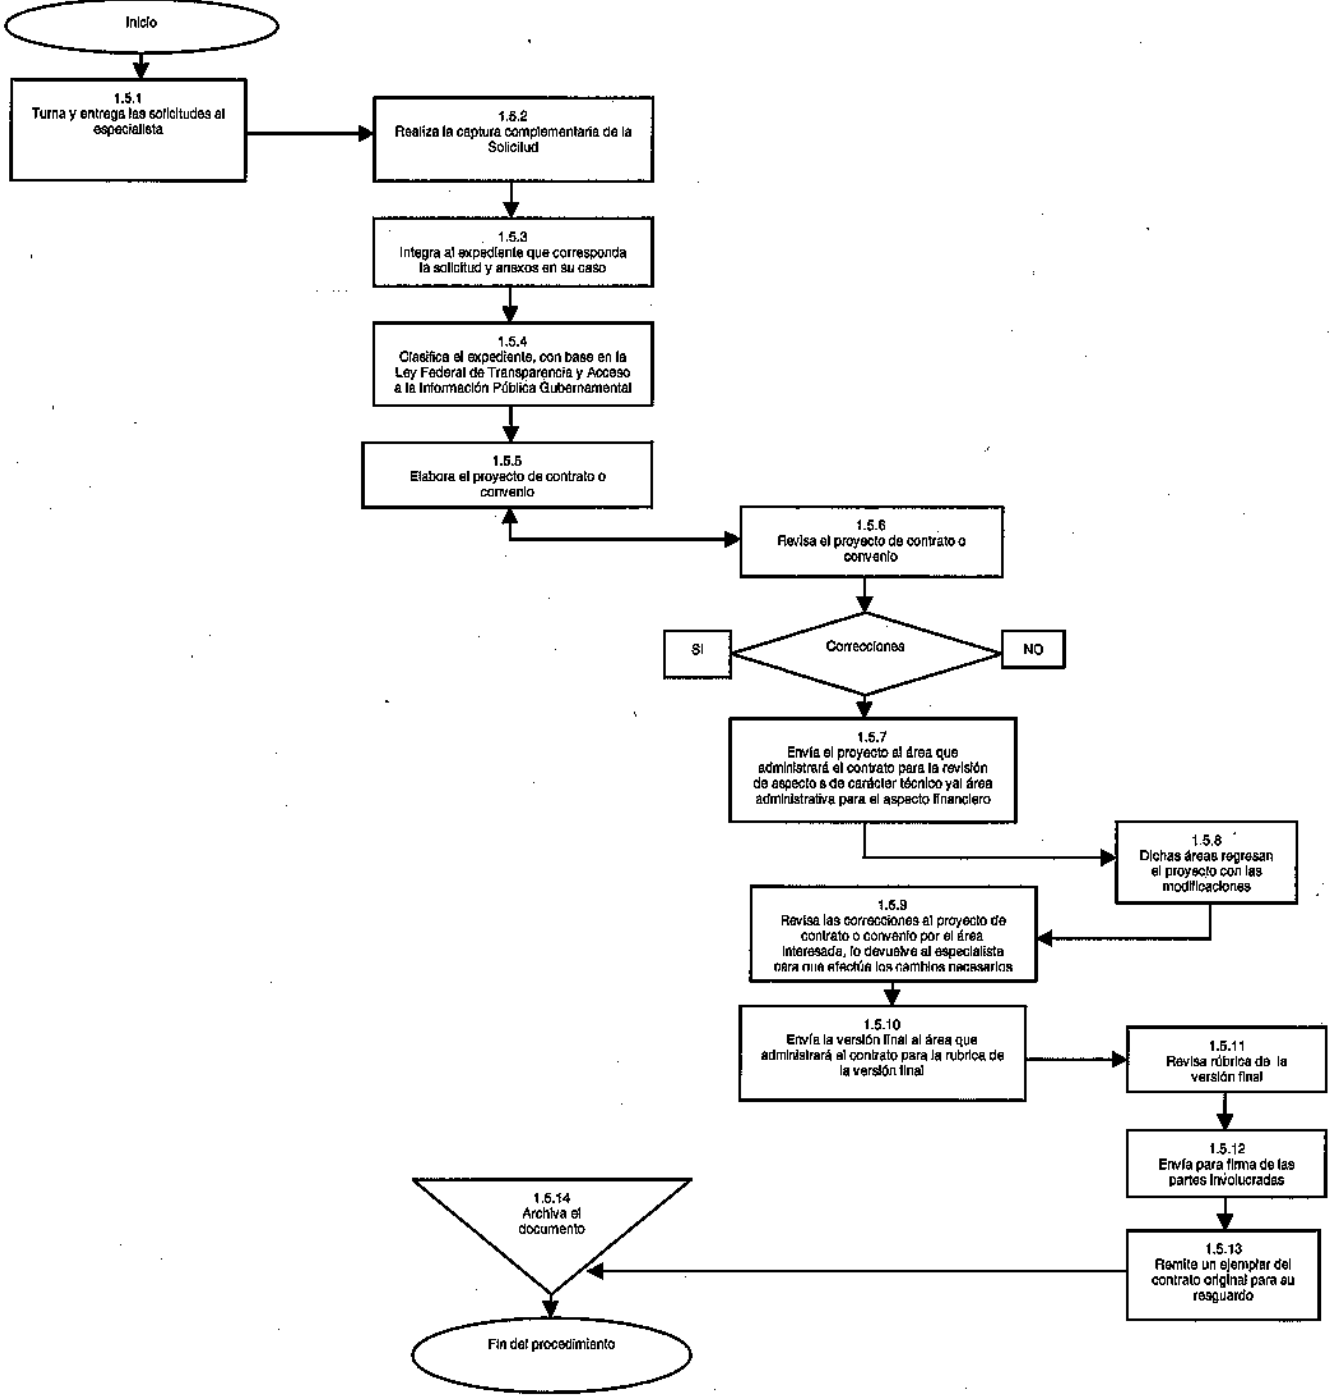 Inicio
1.5.1
Turna y entrega las solicitudes al
especialista
1.5.2
Realiza la captura complementaria de la
Solicitud
1.5.3
Integra al expediente que corresponda
la solicitud y anexos en su caso
1.5.4
Clasifica el expediente, con base en la
Ley Federal de Transparencia y Acceso
a la Información Pública Gubernamental
1.5.5
Elabora el proyecto de contrato o
convenio
1.5.6
Revisa el proyecto de contrato o
convenio
SI
Correcciones
NO
1.5.7
Envía el proyecto al área que
administrará el contrato para la revisión
de aspecto s de carácter técnico yal área
administrativa para el aspecto financiero
1.5.8
Dichas áreas regresan
el proyecto con las
modificaciones
1.5.9
Revisa las correcciones al proyecto de
contrato o convenio por el área
interesada, lo devuelve al especialista
para que efectúe los cambios necesarios
1.5.10
Envía la versión final al área que
administrará el contrato para la rubrica de
la versión final
1.5.11
Revisa rúbrica de la
versión final
1.5.12
Envía para firma de las
partes involucradas
1.5.13
Remite un ejemplar del
contrato original para su
resguardo
1.5.14
Archiva el
documento
Fin del procedimiento